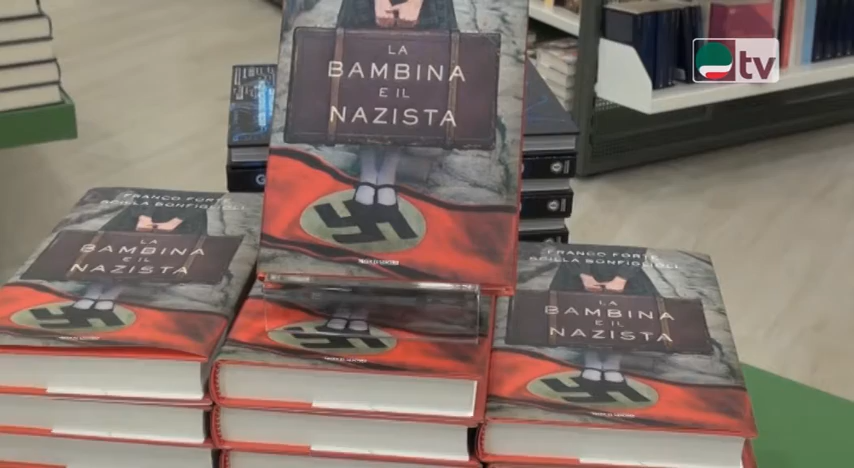 tv
LA
BAMBINA
E IL
NAZISTA
FRANCO FORTE
SCILLA BONFIGLIOLI
LA
BAMBINA
E IL
NAZISTA
FRANCO FORTE
SCILLA BONFIGLIOLI
LA
BAMBINA
E IL
NAZISTA